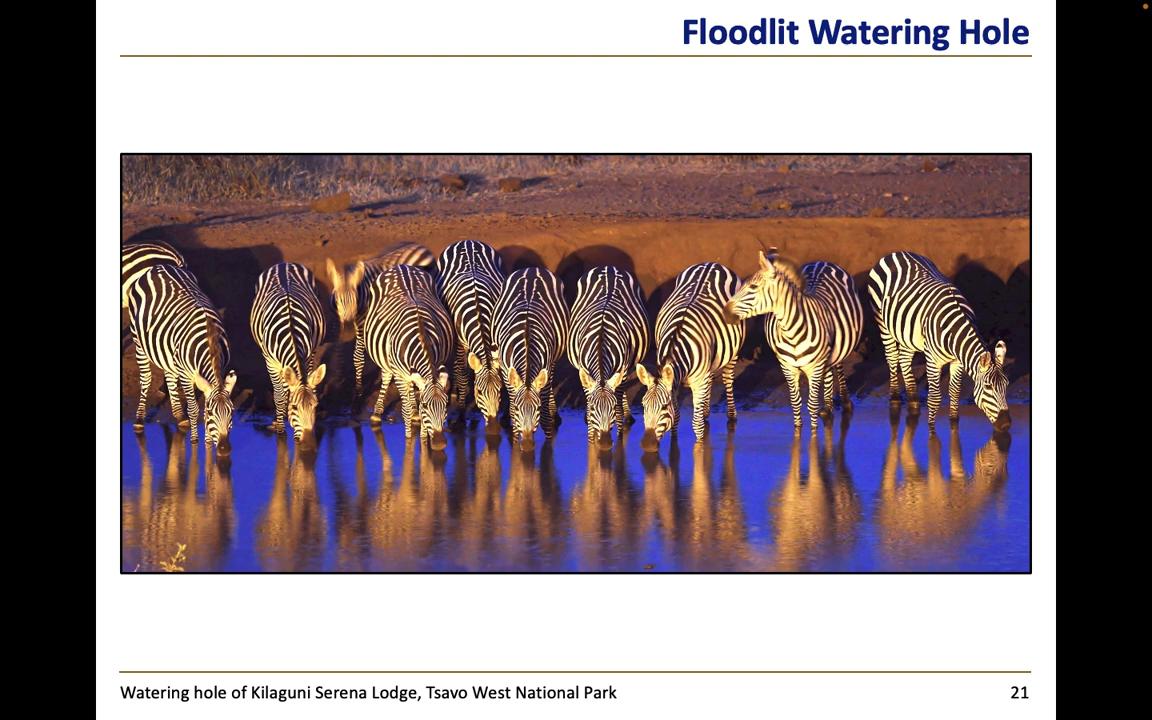 Floodlit Watering Hole
Watering hole of Kilaguni Serena Lodge, Tsavo West National Park
21